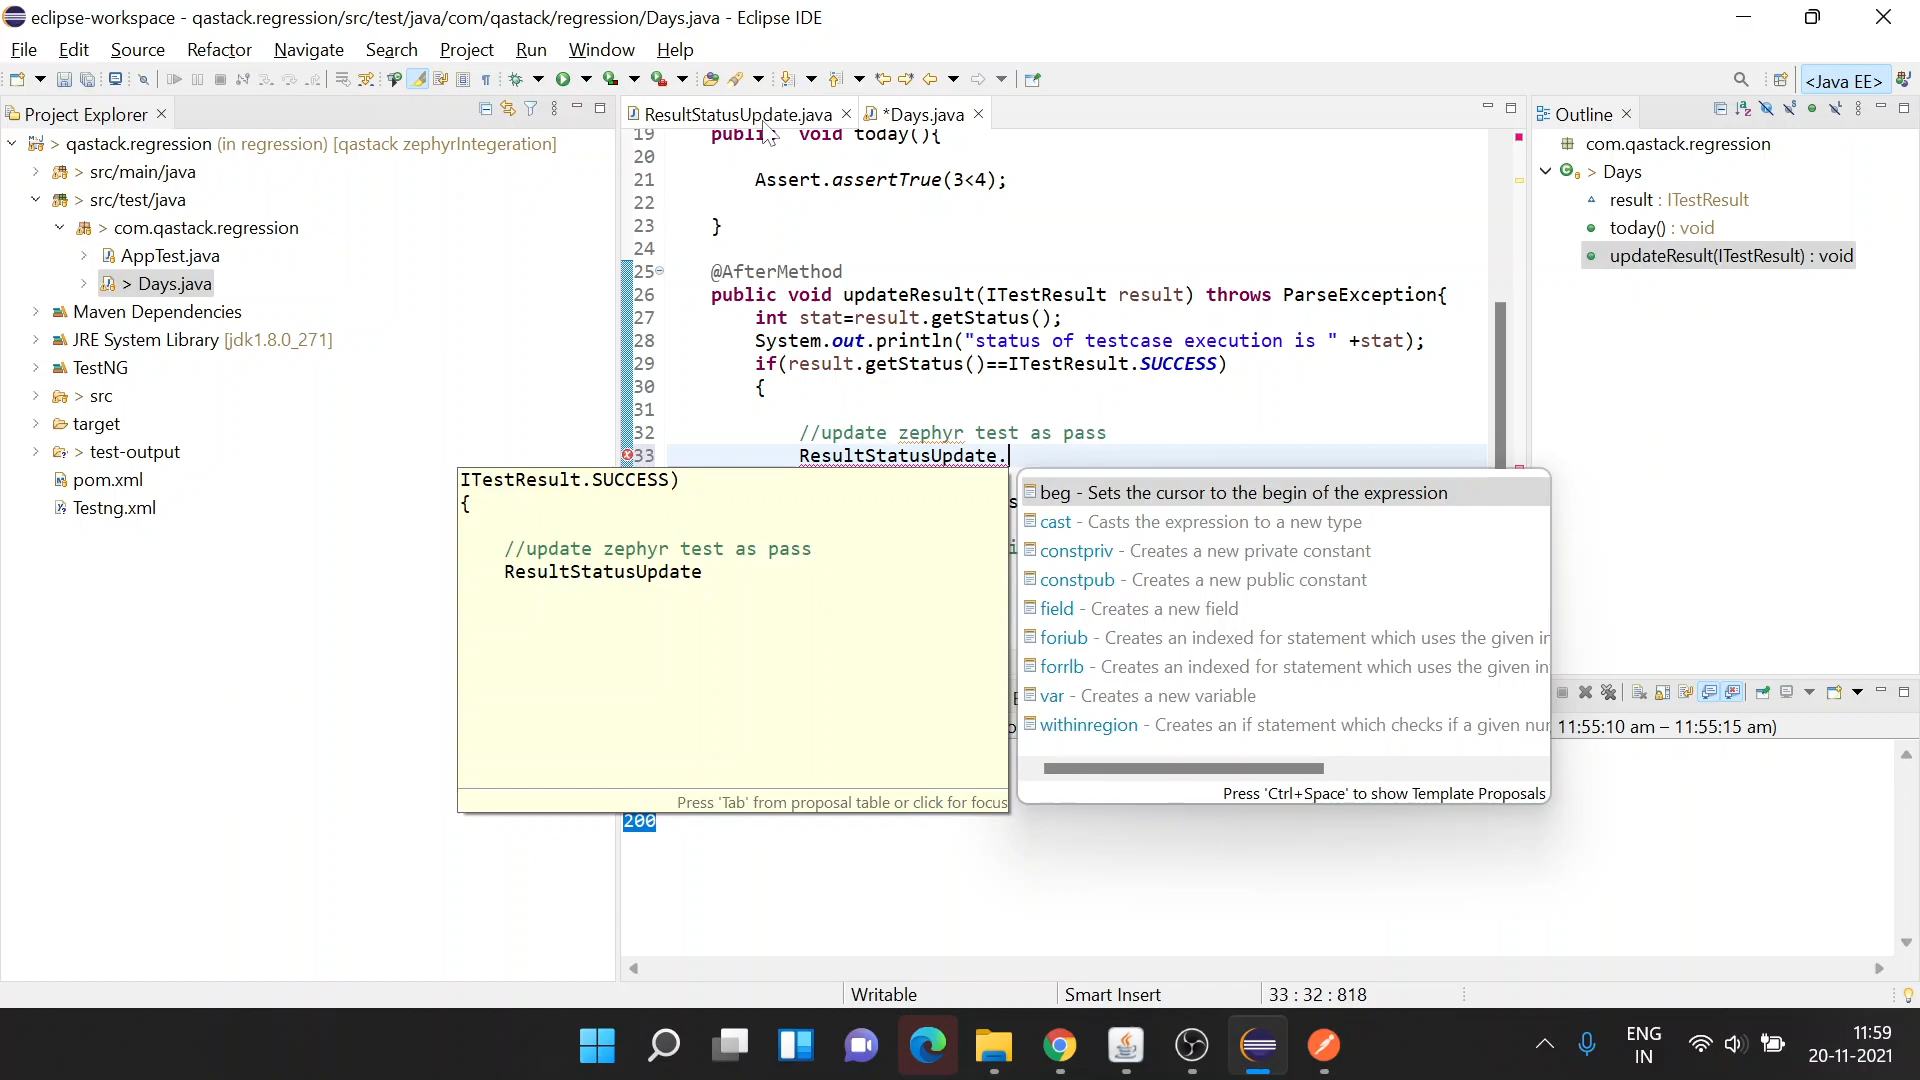 eclipse-workspace - qastack.regression/src/test/java/com/qastack/regression/Days.java - Eclipse IDE
File Edit Source Refactor Navigate Search Project Run Window Help
<Java EE>
Project Explorer
ResultStatusUpdate.java
*Days.java
Outline
qastack.regression (in regression) [qastack zephyrIntegeration]
> src/main/java
> src/test/java
> com.qastack.regression
AppTest.java
> Days.java
Maven Dependencies
JRE System Library [jdk1.8.0_271]
TestNG
> src
target
> test-output
pom.xml
Testng.xml
19 public void today(){
20
21 Assert.assertTrue(3<4);
22
23 }
24
25 @AfterMethod
26 public void updateResult(ITestResult result) throws ParseException{
27 int stat=result.getStatus();
28 System.out.println("status of testcase execution is " +stat);
29 if(result.getStatus()==ITestResult.SUCCESS)
30 {
31
32 //update zephyr test as pass
33 ResultStatusUpdate.
ITestResult.SUCCESS)
{
//update zephyr test as pass
ResultStatusUpdate
Press 'Tab' from proposal table or click for focus
beg - Sets the cursor to the begin of the expression
cast - Casts the expression to a new type
constpriv - Creates a new private constant
constpub - Creates a new public constant
field - Creates a new field
foriub - Creates an indexed for statement which uses the given in
forrlb - Creates an indexed for statement which uses the given in
var - Creates a new variable
withinregion - Creates an if statement which checks if a given nu
Press 'Ctrl+Space' to show Template Proposals
com.qastack.regression
> Days
result : ITestResult
today() : void
updateResult(ITestResult) : void
11:55:10 am – 11:55:15 am)
200
Writable
Smart Insert
33 : 32 : 818
ENG
IN
11:59
20-11-2021